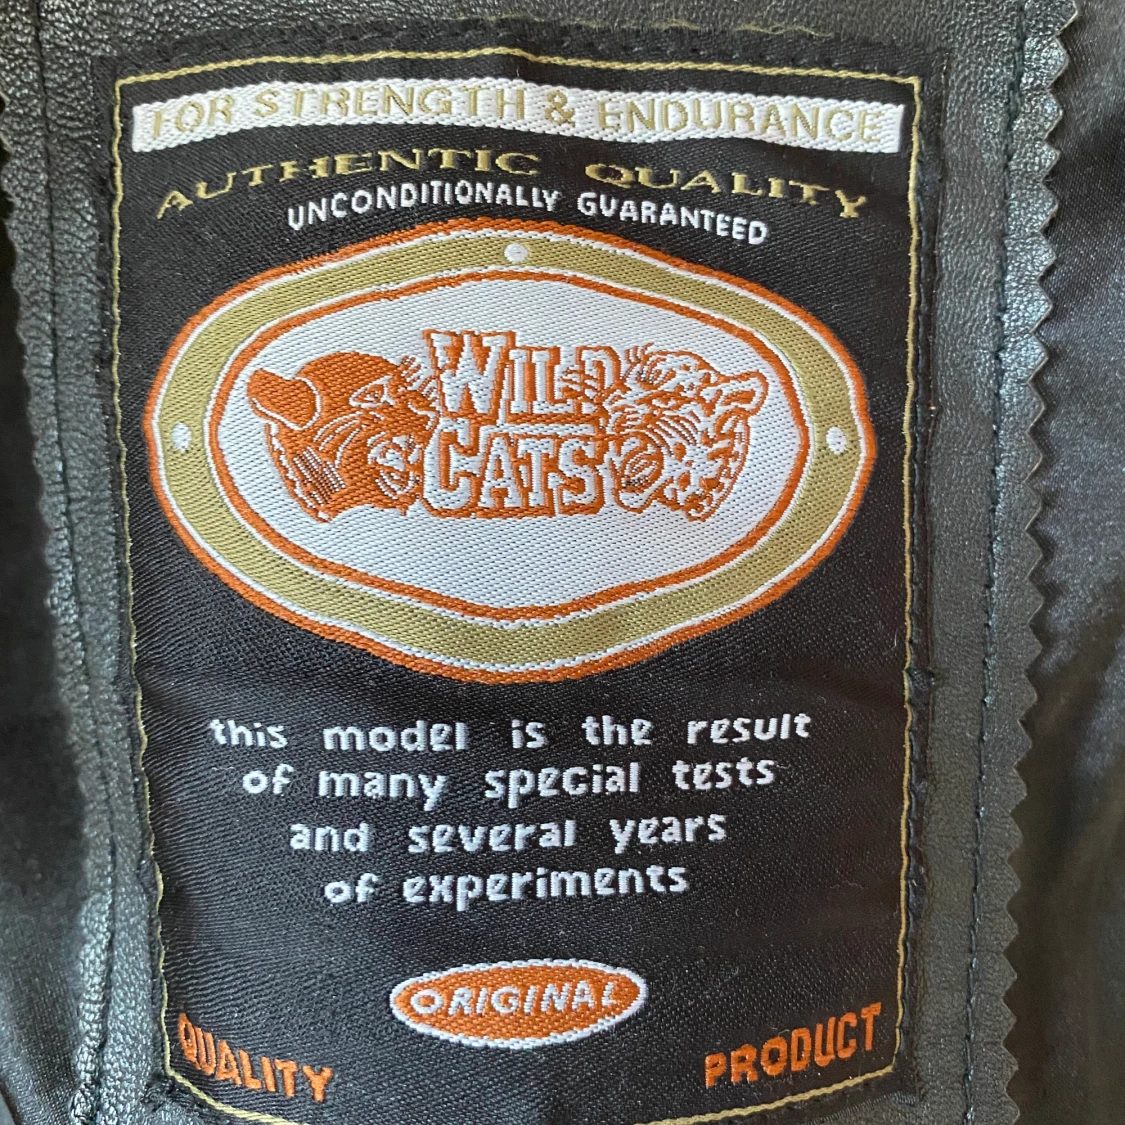 FOR STRENGTH & ENDURANCE
AUTHENTIC QUALITY
UNCONDITIONALLY GUARANTEED
WILD
CATS
this model is the result
of many special tests
and several years
of experiments
ORIGINAL
QUALITY PRODUCT